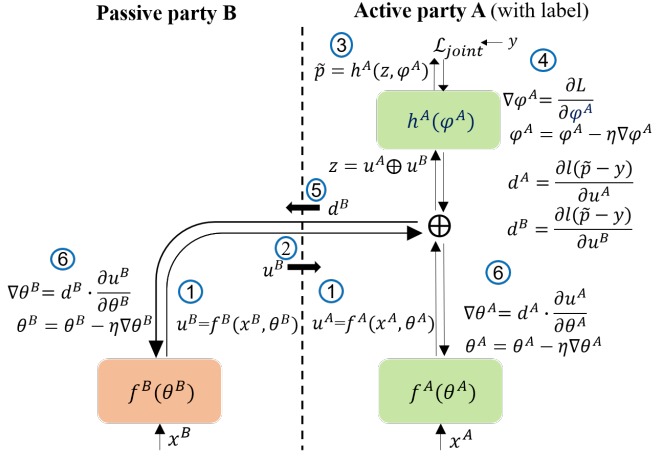 Passive party B
Active party A (with label)
③
ℒ_joint
y
④
p̃ = h^A(z, φ^A)
∇φ^A = ∂L / ∂φ^A
φ^A = φ^A − η∇φ^A
h^A(φ^A)
z = u^A ⊕ u^B
d^A = ∂l(p̃ − y) / ∂u^A
⑤
d^B
⊕
d^B = ∂l(p̃ − y) / ∂u^B
②
u^B
⑥
∇θ^B = d^B · ∂u^B / ∂θ^B
θ^B = θ^B − η∇θ^B
①
u^B=f^B(x^B, θ^B)
①
u^A=f^A(x^A, θ^A)
⑥
∇θ^A = d^A · ∂u^A / ∂θ^A
θ^A = θ^A − η∇θ^A
f^B(θ^B)
f^A(θ^A)
x^B
x^A